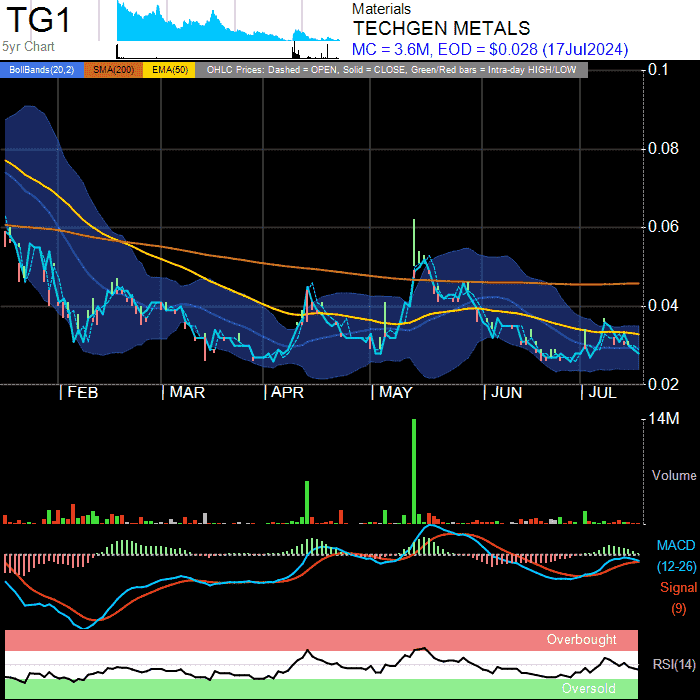 TG1
5yr Chart
Materials
TECHGEN METALS
MC = 3.6M, EOD = $0.028 (17Jul2024)
BollBands(20,2) SMA(200) EMA(50) OHLC Prices: Dashed = OPEN, Solid = CLOSE, Green/Red bars = Intra-day HIGH/LOW
0.1
0.08
0.06
0.04
0.02
FEB MAR APR MAY JUN JUL
14M
Volume
MACD
(12-26)
Signal
(9)
Overbought
RSI(14)
Oversold